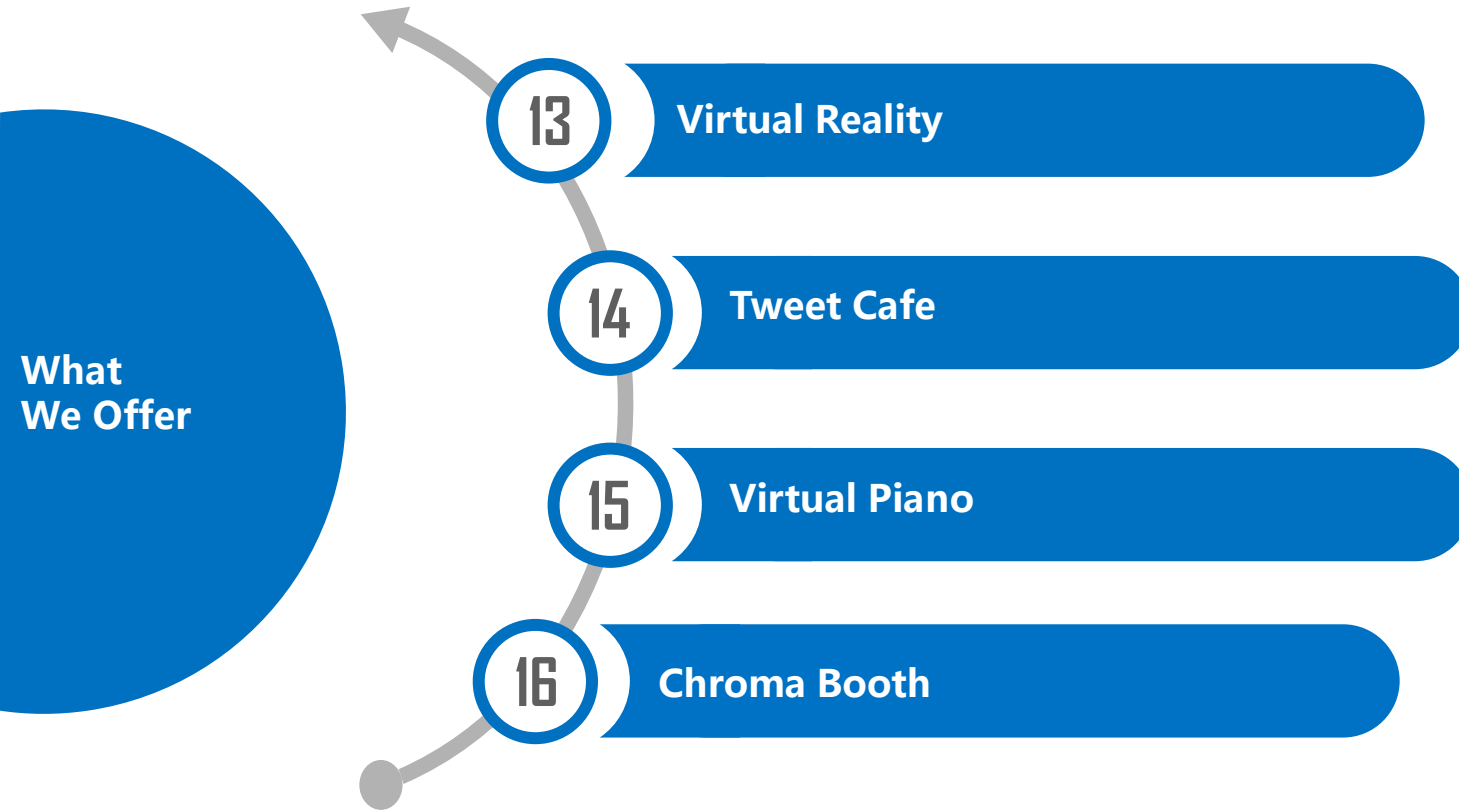 What
We Offer
13
Virtual Reality
14
Tweet Cafe
15
Virtual Piano
16
Chroma Booth